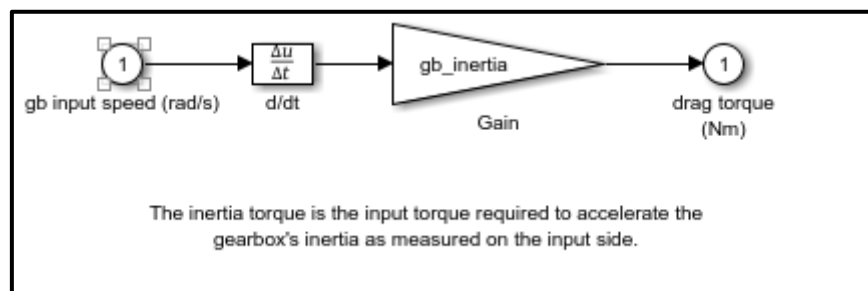 1
Δu
Δt
gb_inertia
1
gb input speed (rad/s)
d/dt
Gain
drag torque
(Nm)
The inertia torque is the input torque required to accelerate the
gearbox's inertia as measured on the input side.